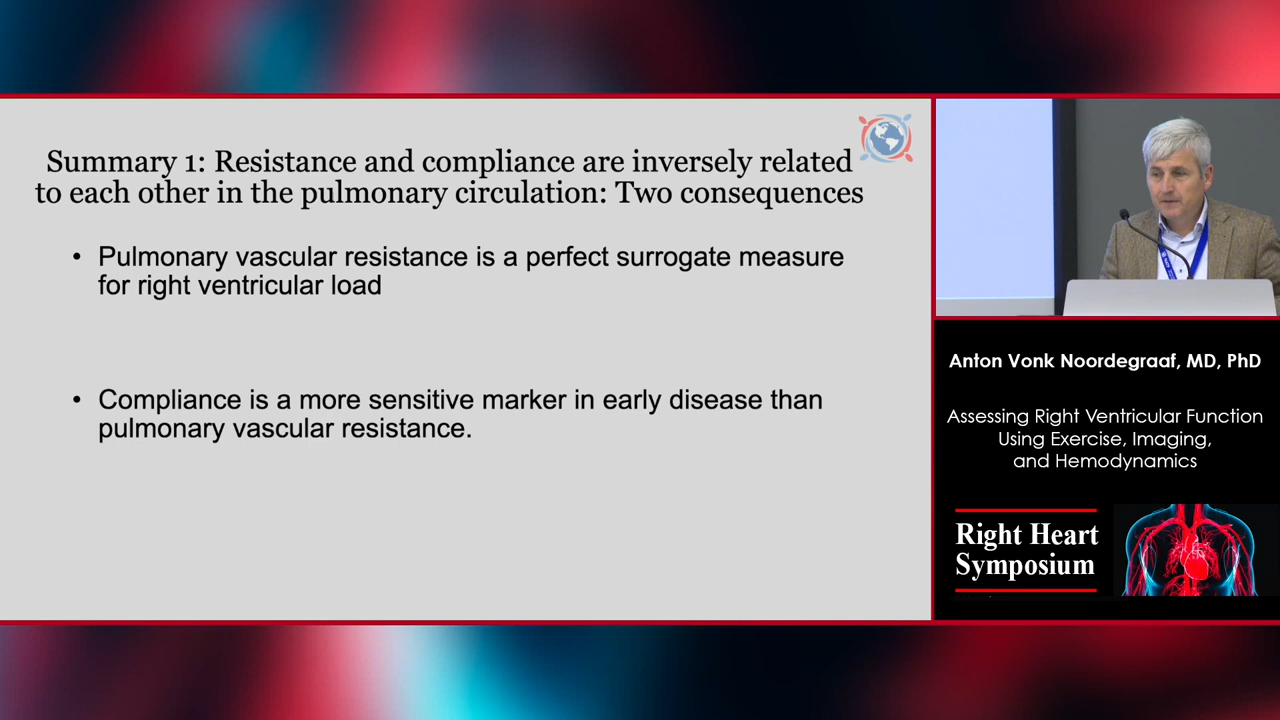 Summary 1: Resistance and compliance are inversely related
to each other in the pulmonary circulation: Two consequences
• Pulmonary vascular resistance is a perfect surrogate measure
for right ventricular load
• Compliance is a more sensitive marker in early disease than
pulmonary vascular resistance.
Anton Vonk Noordegraaf, MD, PhD
Assessing Right Ventricular Function
Using Exercise, Imaging,
and Hemodynamics
Right Heart
Symposium